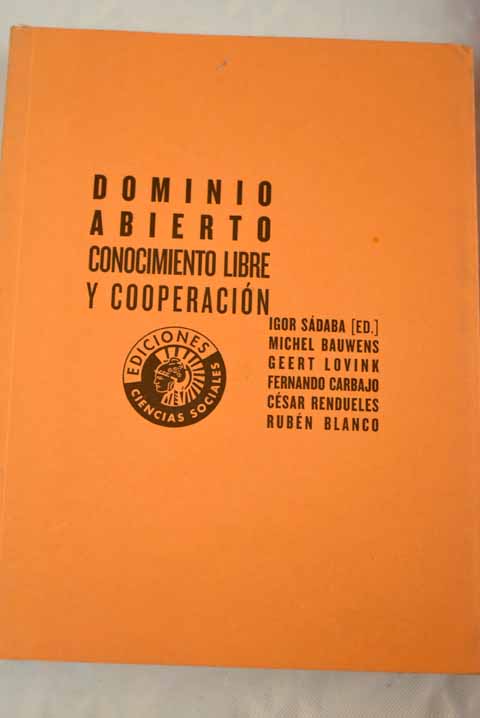 DOMINIO
ABIERTO
CONOCIMIENTO LIBRE
Y COOPERACIÓN
IGOR SÁDABA [ED.]
MICHEL BAUWENS
GEERT LOVINK
FERNANDO CARBAJO
CÉSAR RENDUELES
RUBÉN BLANCO
EDICIONES
CIENCIAS SOCIALES